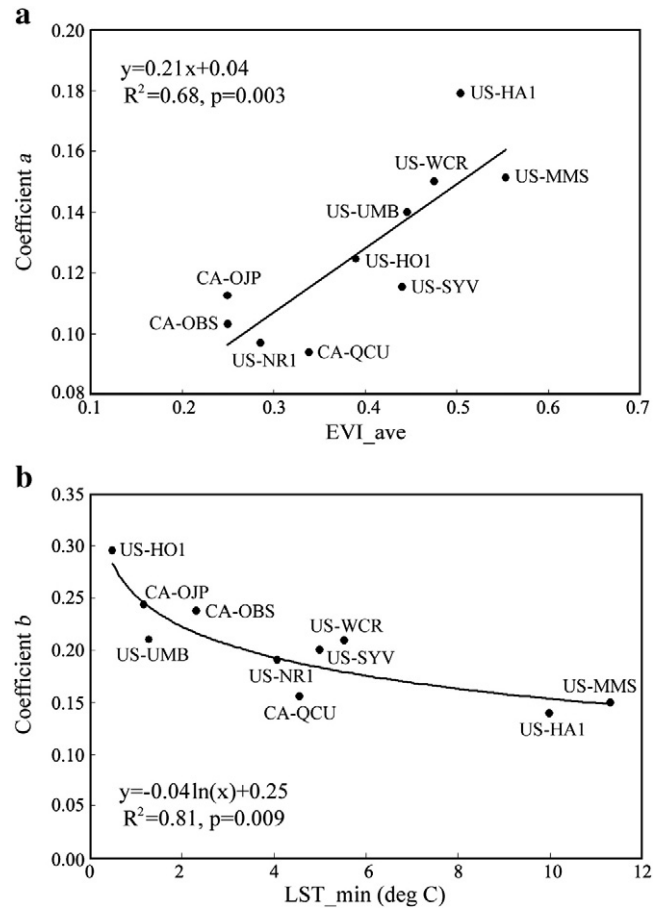 a
0.20
0.18
0.16
0.14
0.12
0.10
0.08
Coefficient a
y=0.21x+0.04
R²=0.68, p=0.003
US-HA1
US-WCR
US-MMS
US-UMB
US-HO1
US-SYV
CA-OJP
CA-OBS
US-NR1
CA-QCU
0.1 0.2 0.3 0.4 0.5 0.6 0.7
EVI_ave
b
0.35
0.30
0.25
0.20
0.15
0.10
0.05
0.00
Coefficient b
US-HO1
CA-OJP
CA-OBS
US-UMB
US-WCR
US-SYV
US-NR1
CA-QCU
US-MMS
US-HA1
y=-0.04ln(x)+0.25
R²=0.81, p=0.009
0 2 4 6 8 10 12
LST_min (deg C)